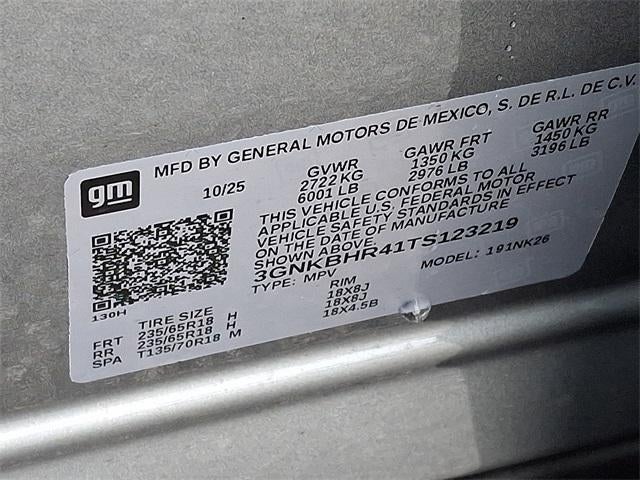 MFD BY GENERAL MOTORS DE MEXICO, S. DE R.L. DE C.V.
gm
10/25
GVWR GAWR FRT GAWR RR
2722 KG 1350 KG 1450 KG
6001 LB 2976 LB 3196 LB
THIS VEHICLE CONFORMS TO ALL
APPLICABLE U.S. FEDERAL MOTOR
VEHICLE SAFETY STANDARDS IN EFFECT
ON THE DATE OF MANUFACTURE
SHOWN ABOVE.
3GNKBHR41TS123219
TYPE: MPV MODEL: 191NK26
130H
TIRE SIZE RIM
FRT 235/65R18 H 18X8J
RR 235/65R18 H 18X8J
SPA T135/70R18 M 18X4.5B